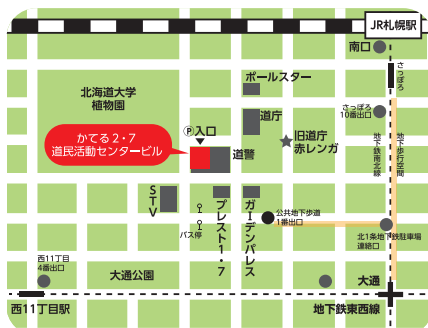 JR札幌駅
南口
さっぽろ
ポールスター
北海道大学
植物園
さっぽろ
10番出口
道庁
Ⓟ入口
旧道庁
赤レンガ
かでる2・7
道民活動センタービル
道警
地下鉄南北線
地下歩行空間
STV
プレスト1・7
ガーデンパレス
公共地下歩道
1番出口
バス停
北1条地下鉄駐車場
連絡口
西11丁目
4番出口
大通公園
大通
西11丁目駅
地下鉄東西線